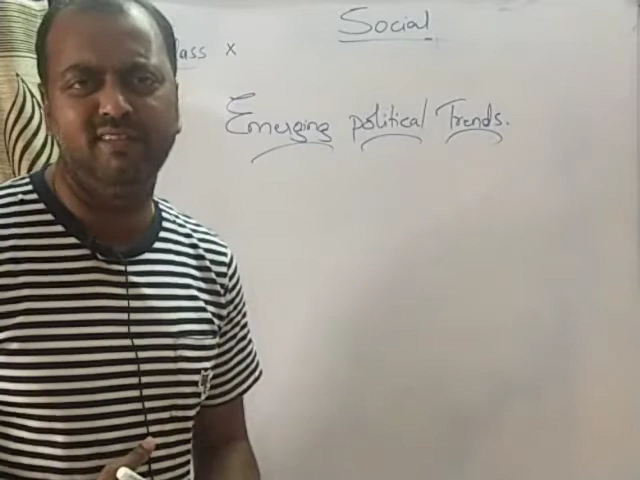 Social
lass x
Emerging political Trends.